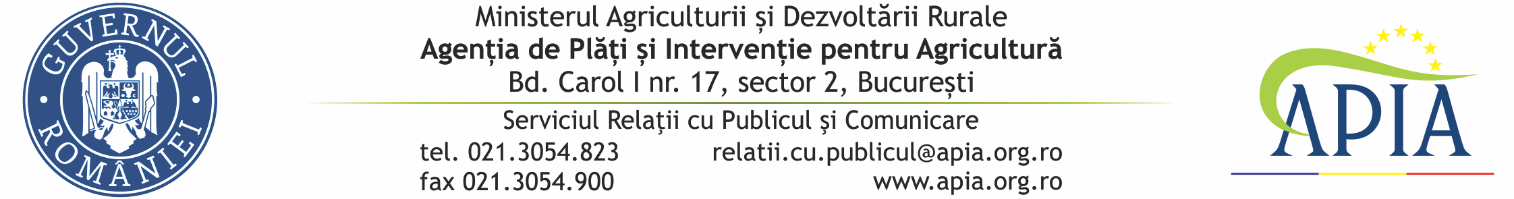 GUVERNUL ROMÂNIEI
Ministerul Agriculturii și Dezvoltării Rurale
Agenția de Plăți și Intervenție pentru Agricultură
Bd. Carol I nr. 17, sector 2, București
Serviciul Relaţii cu Publicul şi Comunicare
tel. 021.3054.823 relatii.cu.publicul@apia.org.ro
fax 021.3054.900 www.apia.org.ro
APIA